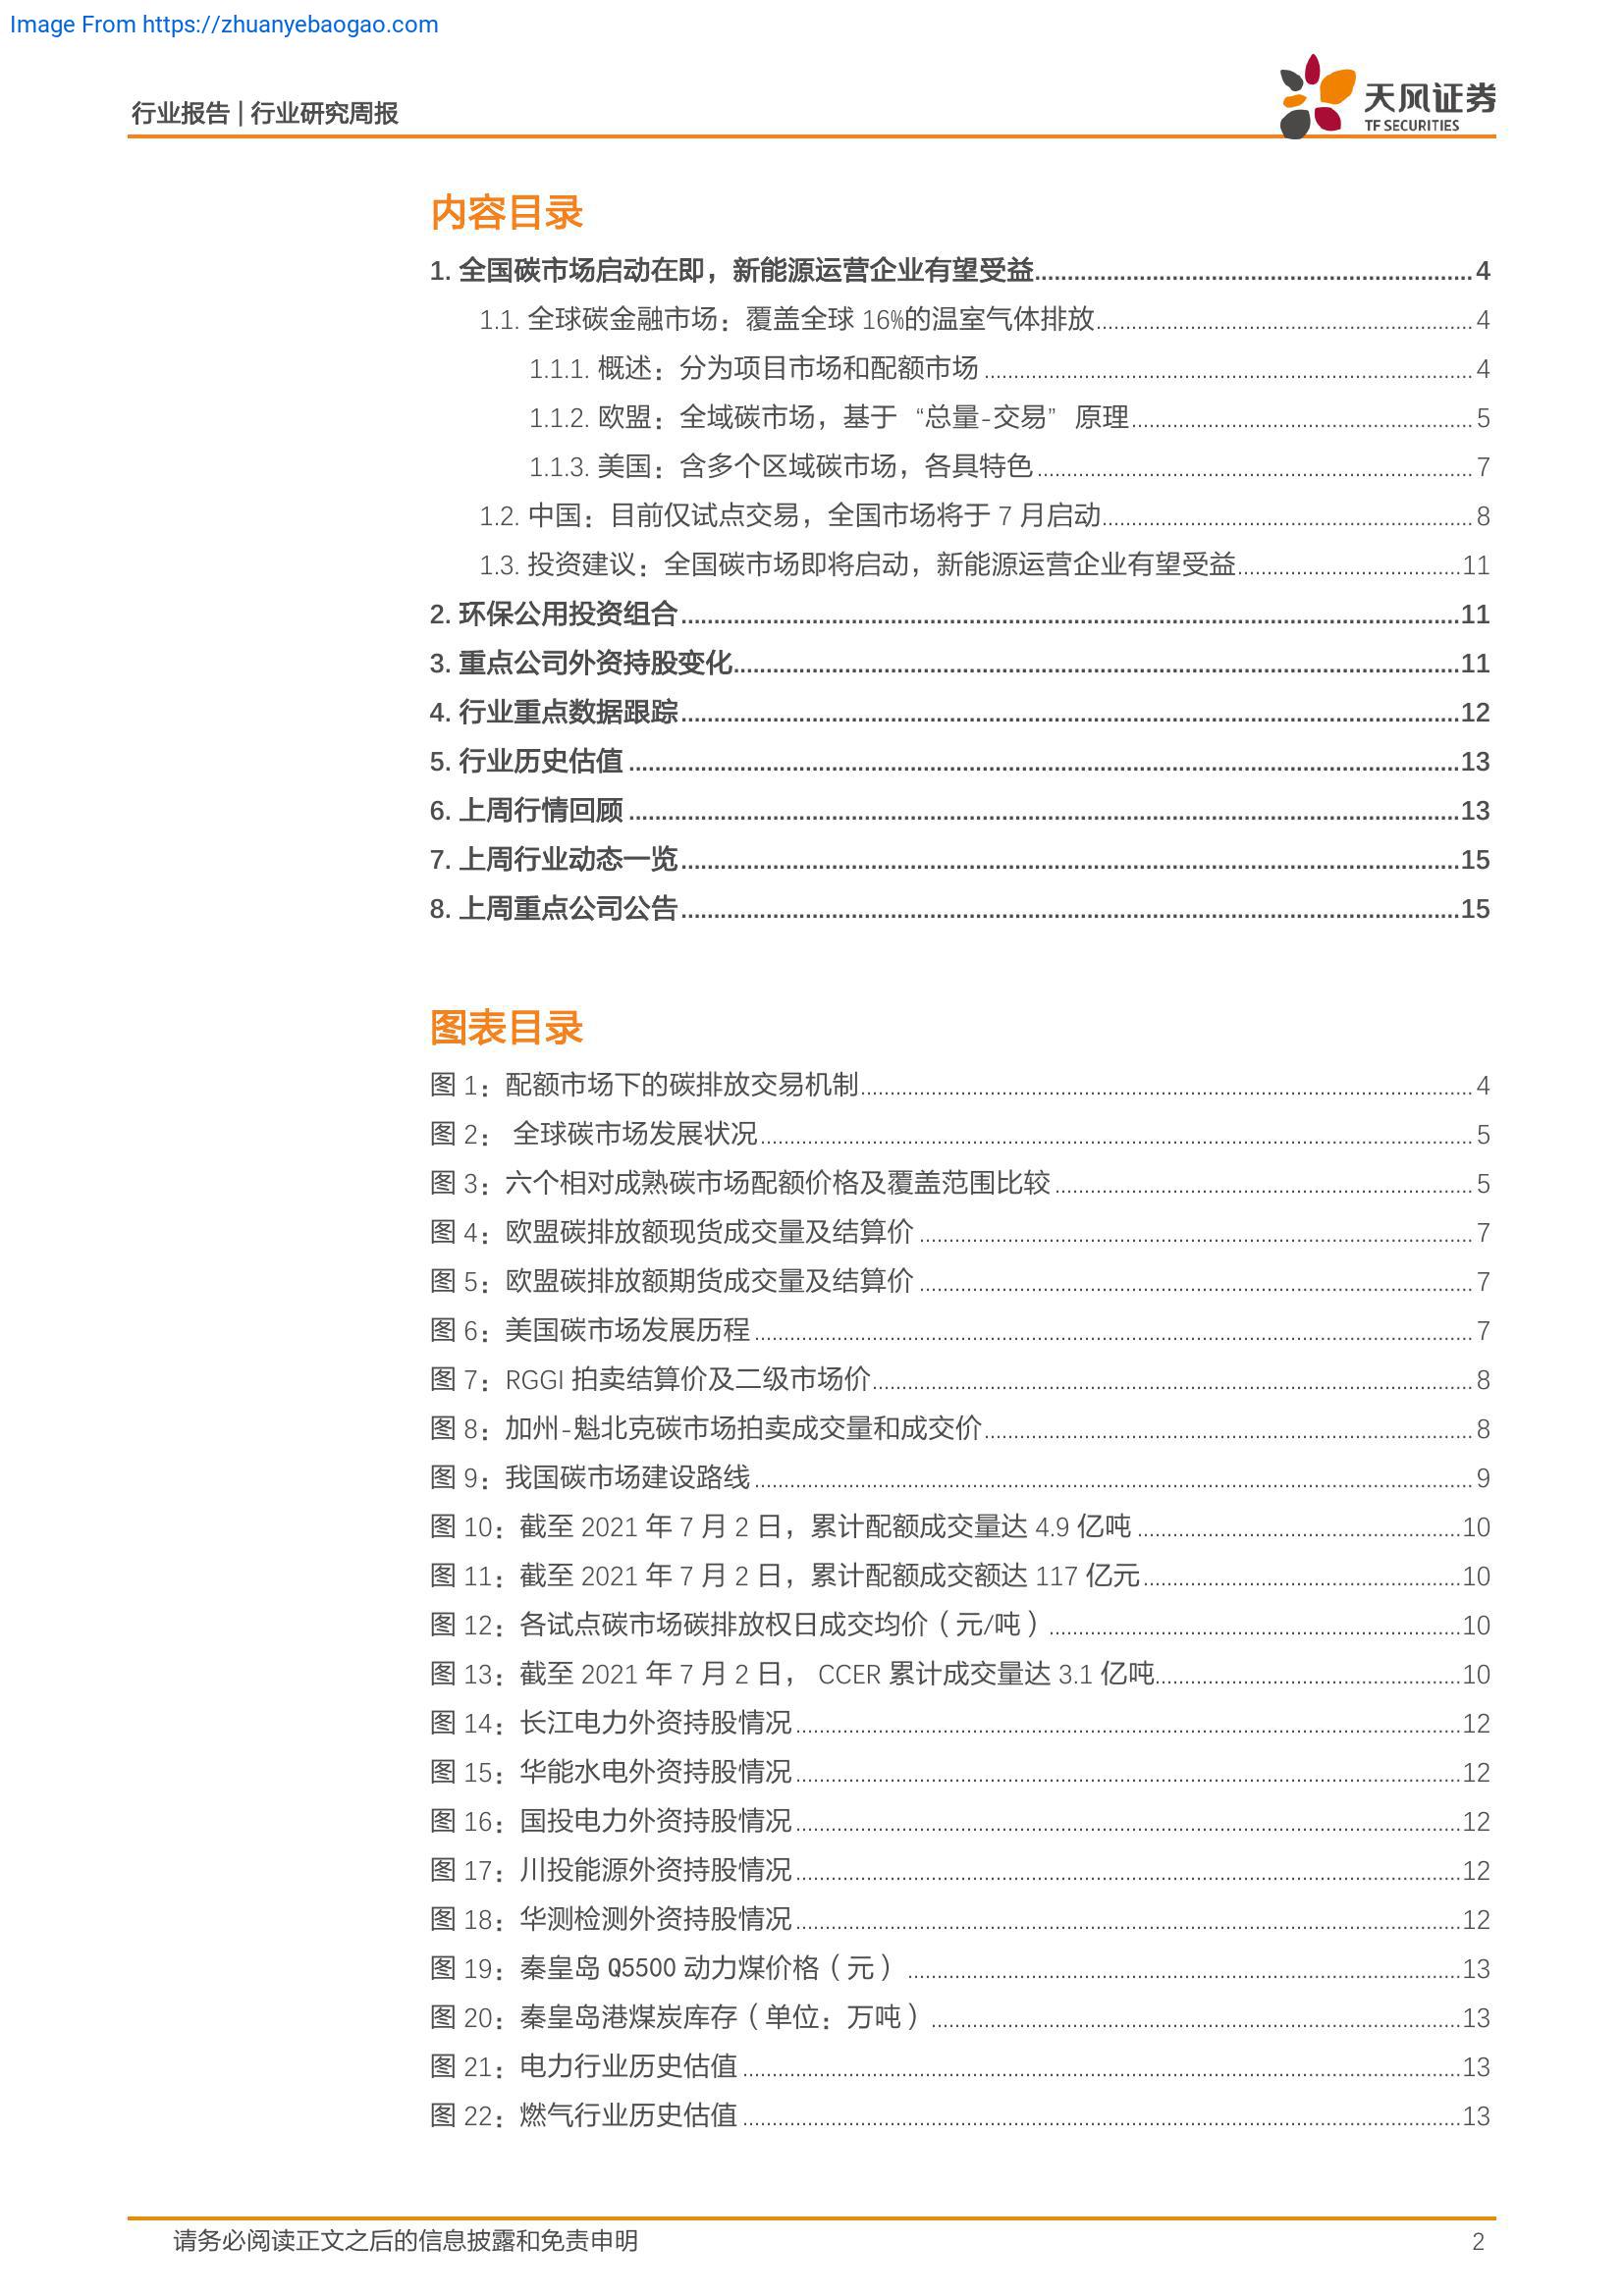 Image From https://zhuanyebaogao.com
行业报告 | 行业研究周报
天风证券
TF SECURITIES
内容目录
1. 全国碳市场启动在即，新能源运营企业有望受益 4
1.1. 全球碳金融市场：覆盖全球 16%的温室气体排放 4
1.1.1. 概述：分为项目市场和配额市场 4
1.1.2. 欧盟：全域碳市场，基于“总量-交易”原理 5
1.1.3. 美国：含多个区域碳市场，各具特色 7
1.2. 中国：目前仅试点交易，全国市场将于 7 月启动 8
1.3. 投资建议：全国碳市场即将启动，新能源运营企业有望受益 11
2. 环保公用投资组合 11
3. 重点公司外资持股变化 11
4. 行业重点数据跟踪 12
5. 行业历史估值 13
6. 上周行情回顾 13
7. 上周行业动态一览 15
8. 上周重点公司公告 15
图表目录
图 1：配额市场下的碳排放交易机制 4
图 2： 全球碳市场发展状况 5
图 3：六个相对成熟碳市场配额价格及覆盖范围比较 5
图 4：欧盟碳排放额现货成交量及结算价 7
图 5：欧盟碳排放额期货成交量及结算价 7
图 6：美国碳市场发展历程 7
图 7：RGGI 拍卖结算价及二级市场价 8
图 8：加州-魁北克碳市场拍卖成交量和成交价 8
图 9：我国碳市场建设路线 9
图 10：截至 2021 年 7 月 2 日，累计配额成交量达 4.9 亿吨 10
图 11：截至 2021 年 7 月 2 日，累计配额成交额达 117 亿元 10
图 12：各试点碳市场碳排放权日成交均价（元/吨） 10
图 13：截至 2021 年 7 月 2 日， CCER 累计成交量达 3.1 亿吨 10
图 14：长江电力外资持股情况 12
图 15：华能水电外资持股情况 12
图 16：国投电力外资持股情况 12
图 17：川投能源外资持股情况 12
图 18：华测检测外资持股情况 12
图 19：秦皇岛 Q5500 动力煤价格（元） 13
图 20：秦皇岛港煤炭库存（单位：万吨） 13
图 21：电力行业历史估值 13
图 22：燃气行业历史估值 13
请务必阅读正文之后的信息披露和免责申明 2